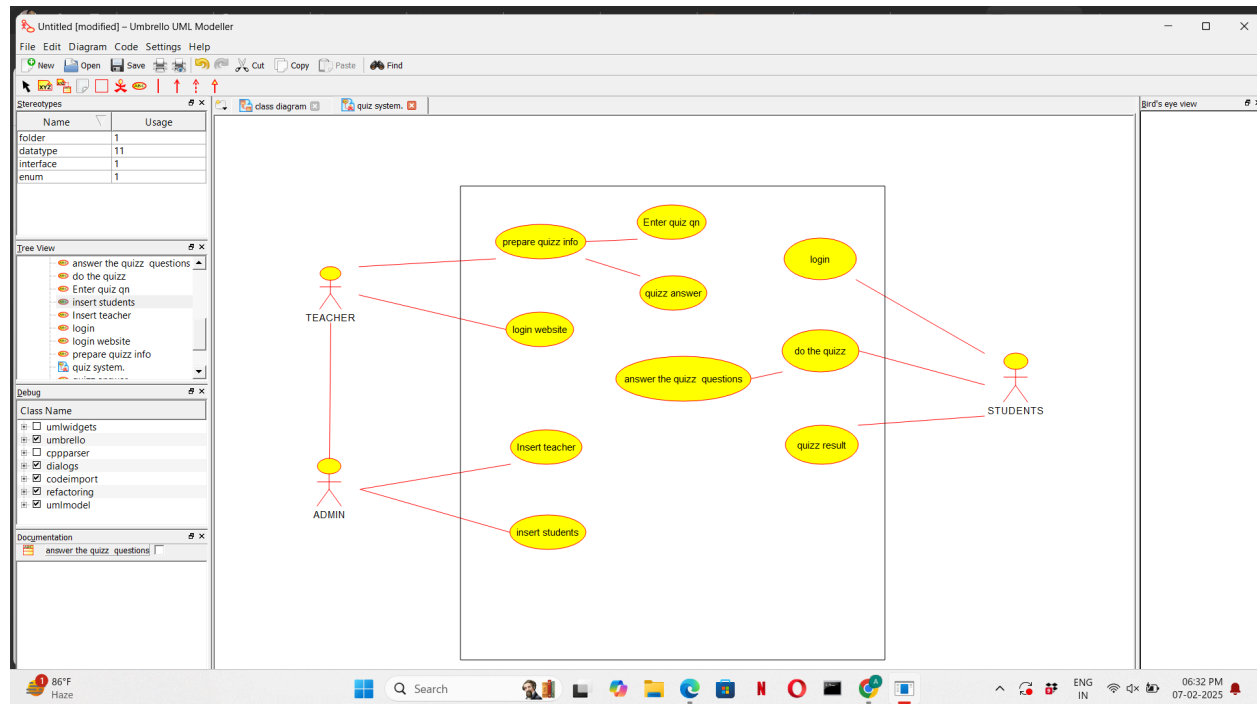 Untitled [modified] – Umbrello UML Modeller
File Edit Diagram Code Settings Help
New Open Save Cut Copy Paste Find
XYZ
Stereotypes
Name Usage
folder 1
datatype 11
interface 1
enum 1
Tree View
answer the quizz questions
do the quizz
Enter quiz qn
insert students
Insert teacher
login
login website
prepare quizz info
quiz system.
quizz answer
Debug
Class Name
umlwidgets
umbrello
cppparser
dialogs
codeimport
refactoring
umlmodel
Documentation
answer the quizz questions
class diagram
quiz system.
Enter quiz qn
prepare quizz info
login
quizz answer
TEACHER
login website
do the quizz
answer the quizz questions
STUDENTS
Insert teacher
quizz result
ADMIN
insert students
Bird's eye view
1
86°F
Haze
Search
N
A
ENG
IN
06:32 PM
07-02-2025